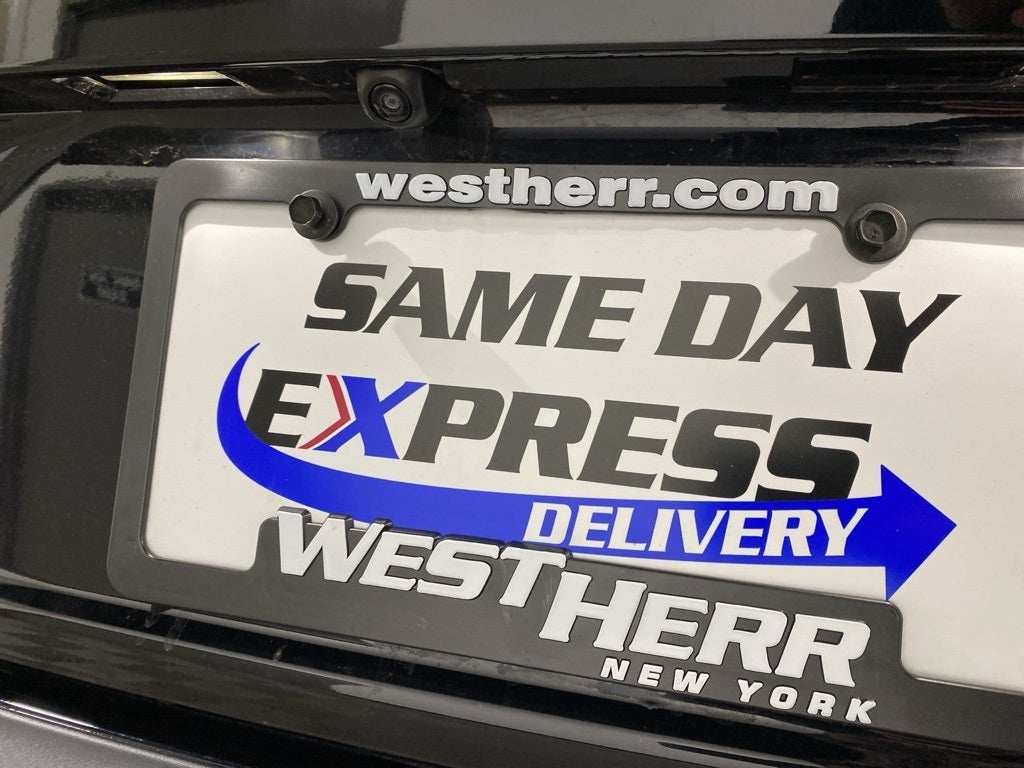 westherr.com
SAME DAY
EXPRESS
DELIVERY
WESTHERR
NEW YORK